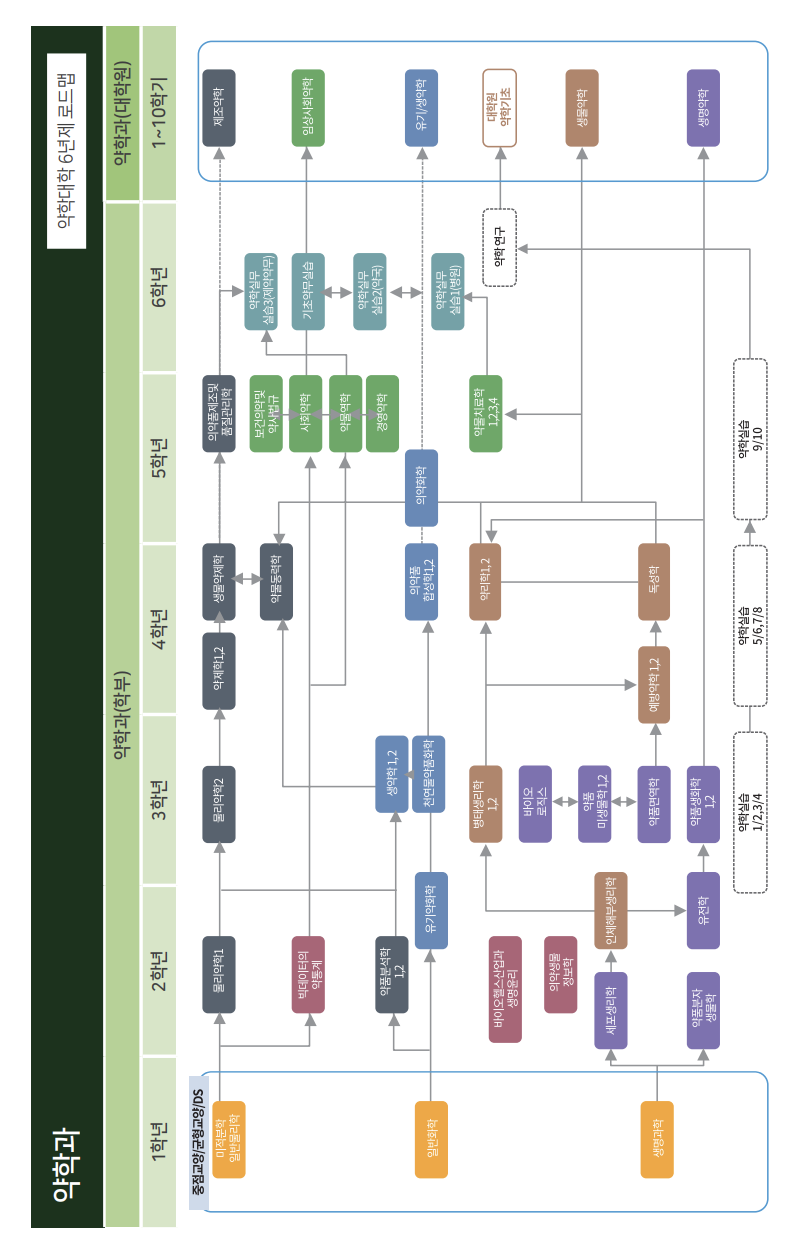 약학과
약학대학 6년제 로드맵
약학과(학부)
약학과(대학원)
1학년
2학년
3학년
4학년
5학년
6학년
1~10학기
중점교양/균형교양/DS
미적분학
일반물리학
일반화학
생명과학
물리약학1
빅데이터의
약통계
약품분석학
1,2
유기약화학
바이오헬스산업과
생명윤리
의약생물
정보학
인체해부생리학
세포생리학
유전학
약품분자
생물학
물리약학2
생약학 1,2
천연물약품화학
병태생리학
1,2
바이오
로직스
약품
미생물학 1,2
약품면역학
약품생화학
1,2
약학실습
1/2,3/4
약제학1,2
생물약제학
약물동력학
의약품
합성학1,2
약리학1,2
예방약학 1,2
독성학
약학실습
5/6,7/8
의약품제조및
품질관리학
보건의약및
약사법규
사회약학
약물역학
경영약학
의약화학
약물치료학
1,2,3,4
약학실습
9/10
약학실무
실습3(제약약무)
기초약무실습
약학실무
실습2(약국)
약학실무
실습1(병원)
약학 연구
제조약학
임상사회약학
유기/생약학
대학원
약학기초
생물약학
생명약학